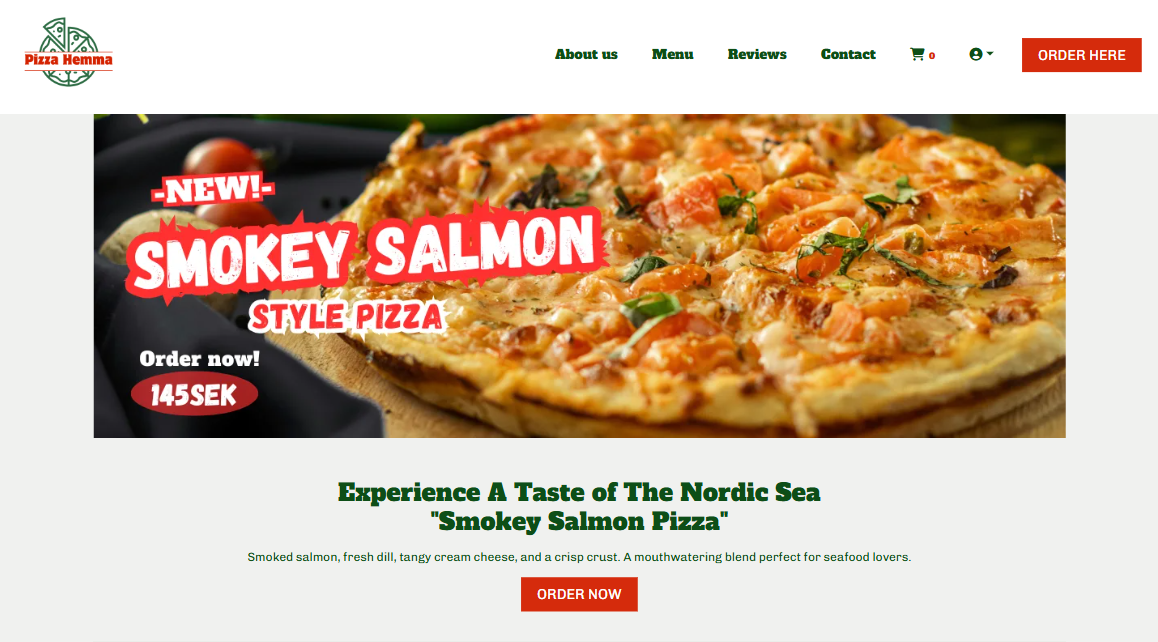 Pizza Hemma
About us
Menu
Reviews
Contact
0
ORDER HERE
-NEW!-
SMOKEY SALMON
STYLE PIZZA
Order now!
145SEK
Experience A Taste of The Nordic Sea
"Smokey Salmon Pizza"
Smoked salmon, fresh dill, tangy cream cheese, and a crisp crust. A mouthwatering blend perfect for seafood lovers.
ORDER NOW